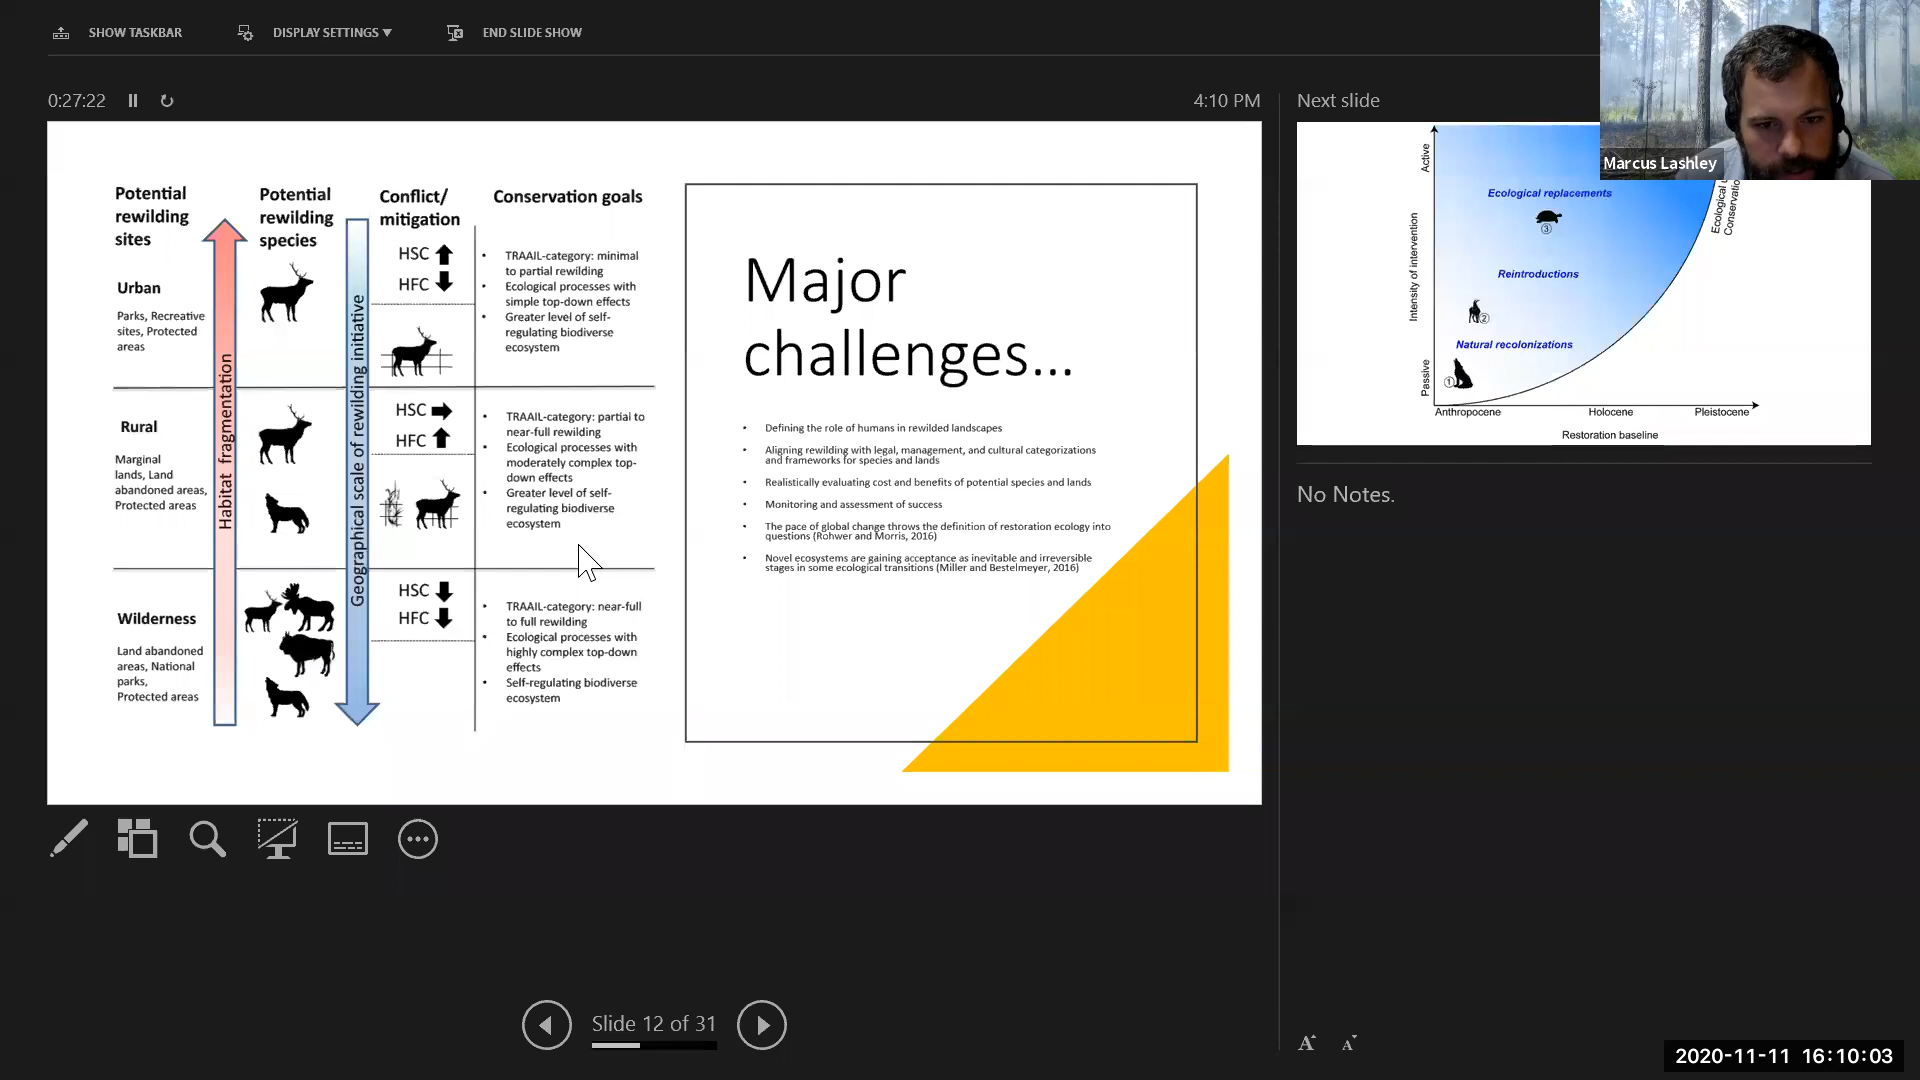 SHOW TASKBAR
DISPLAY SETTINGS ▼
END SLIDE SHOW
0:27:22
4:10 PM
Next slide
Marcus Lashley
Potential
rewilding
sites
Potential
rewilding
species
Conflict/
mitigation
Conservation goals
Habitat fragmentation
Geographical scale of rewilding initiative
Urban
Parks, Recreative
sites, Protected
areas
HSC
HFC
• TRAAIL-category: minimal
to partial rewilding
• Ecological processes with
simple top-down effects
• Greater level of self-
regulating biodiverse
ecosystem
Rural
Marginal
lands, Land
abandoned areas,
Protected areas
HSC
HFC
• TRAAIL-category: partial to
near-full rewilding
• Ecological processes with
moderately complex top-
down effects
• Greater level of self-
regulating biodiverse
ecosystem
Wilderness
Land abandoned
areas, National
parks,
Protected areas
HSC
HFC
• TRAAIL-category: near-full
to full rewilding
• Ecological processes with
highly complex top-down
effects
• Self-regulating biodiverse
ecosystem
Major
challenges...
• Defining the role of humans in rewilded landscapes
• Aligning rewilding with legal, management, and cultural categorizations
and frameworks for species and lands
• Realistically evaluating cost and benefits of potential species and lands
• Monitoring and assessment of success
• The pace of global change throws the definition of restoration ecology into
questions (Rohwer and Morris, 2016)
• Novel ecosystems are gaining acceptance as inevitable and irreversible
stages in some ecological transitions (Miller and Bestelmeyer, 2016)
Active
Intensity of intervention
Passive
Ecological replacements
③
Reintroductions
②
Natural recolonizations
①
Ecological
Conservatio
Anthropocene
Holocene
Pleistocene
Restoration baseline
No Notes.
Slide 12 of 31
A
A
2020-11-11 16:10:03